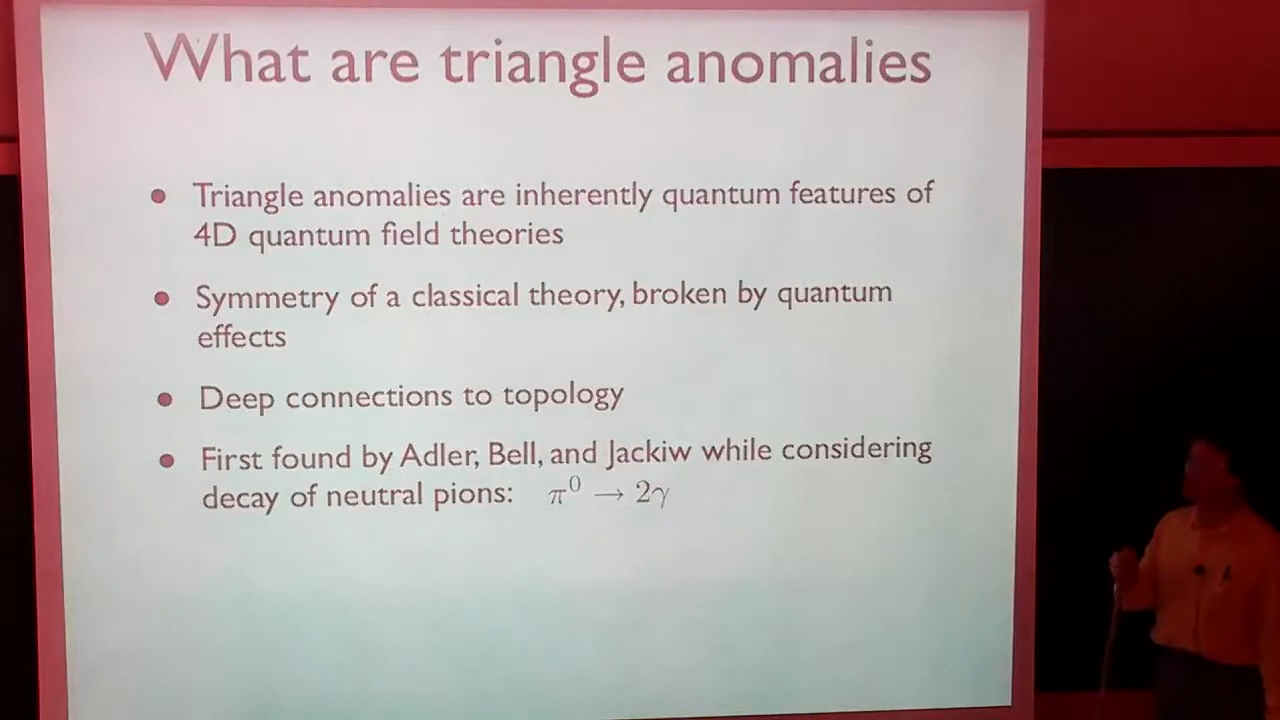 What are triangle anomalies
• Triangle anomalies are inherently quantum features of
4D quantum field theories
• Symmetry of a classical theory, broken by quantum
effects
• Deep connections to topology
• First found by Adler, Bell, and Jackiw while considering
decay of neutral pions: π⁰ → 2γ